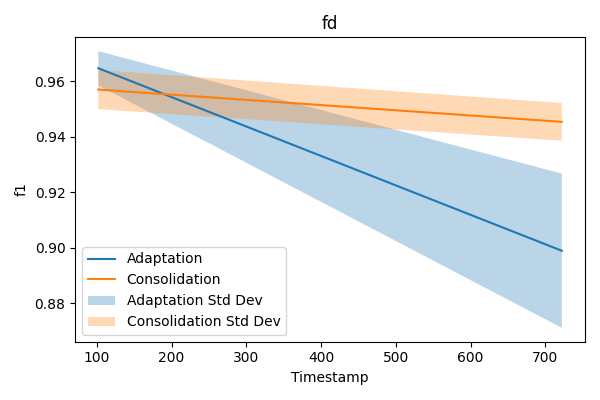 fd
f1
0.96
0.94
0.92
0.90
0.88
Adaptation
Consolidation
Adaptation Std Dev
Consolidation Std Dev
100 200 300 400 500 600 700
Timestamp